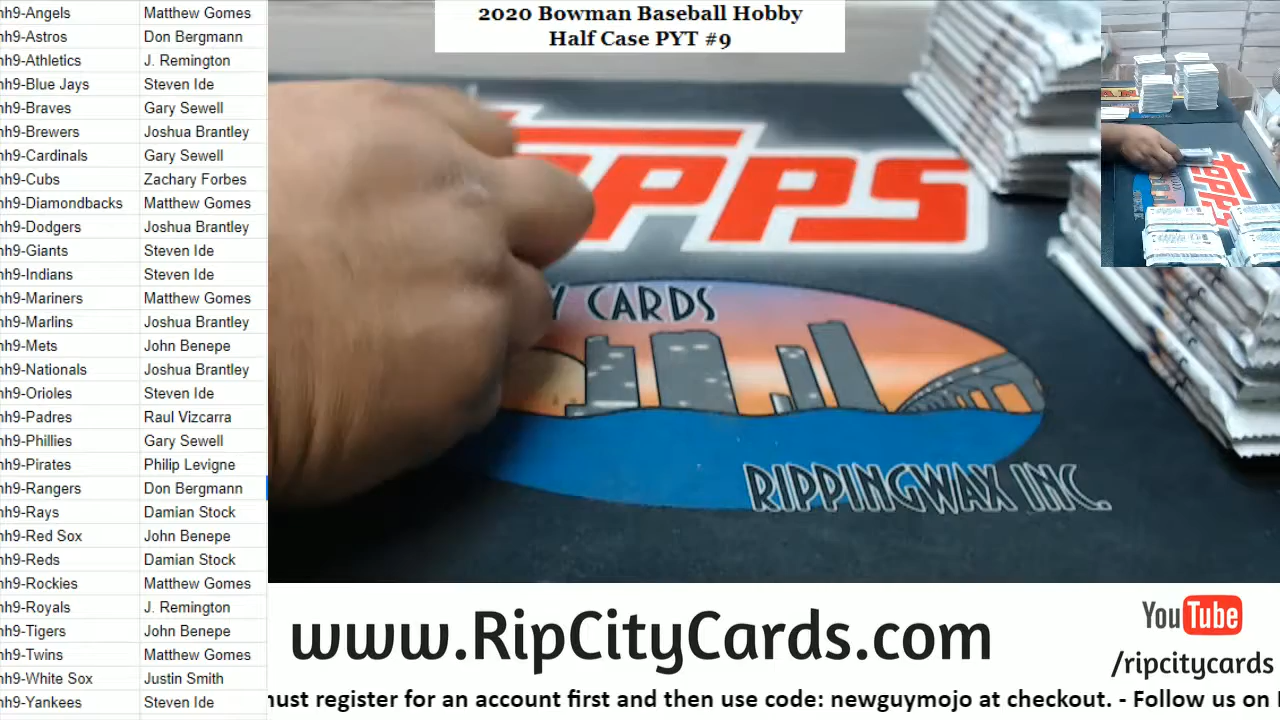 2020 Bowman Baseball Hobby
Half Case PYT #9
nh9-Angels Matthew Gomes
nh9-Astros Don Bergmann
nh9-Athletics J. Remington
nh9-Blue Jays Steven Ide
nh9-Braves Gary Sewell
nh9-Brewers Joshua Brantley
nh9-Cardinals Gary Sewell
nh9-Cubs Zachary Forbes
nh9-Diamondbacks Matthew Gomes
nh9-Dodgers Joshua Brantley
nh9-Giants Steven Ide
nh9-Indians Steven Ide
nh9-Mariners Matthew Gomes
nh9-Marlins Joshua Brantley
nh9-Mets John Benepe
nh9-Nationals Joshua Brantley
nh9-Orioles Steven Ide
nh9-Padres Raul Vizcarra
nh9-Phillies Gary Sewell
nh9-Pirates Philip Levigne
nh9-Rangers Don Bergmann
nh9-Rays Damian Stock
nh9-Red Sox John Benepe
nh9-Reds Damian Stock
nh9-Rockies Matthew Gomes
nh9-Royals J. Remington
nh9-Tigers John Benepe
nh9-Twins Matthew Gomes
nh9-White Sox Justin Smith
nh9-Yankees Steven Ide
TOPPS
Y CARDS
RIPPINGWAX INC.
topps
www.RipCityCards.com
YouTube
/ripcitycards
must register for an account first and then use code: newguymojo at checkout. - Follow us on